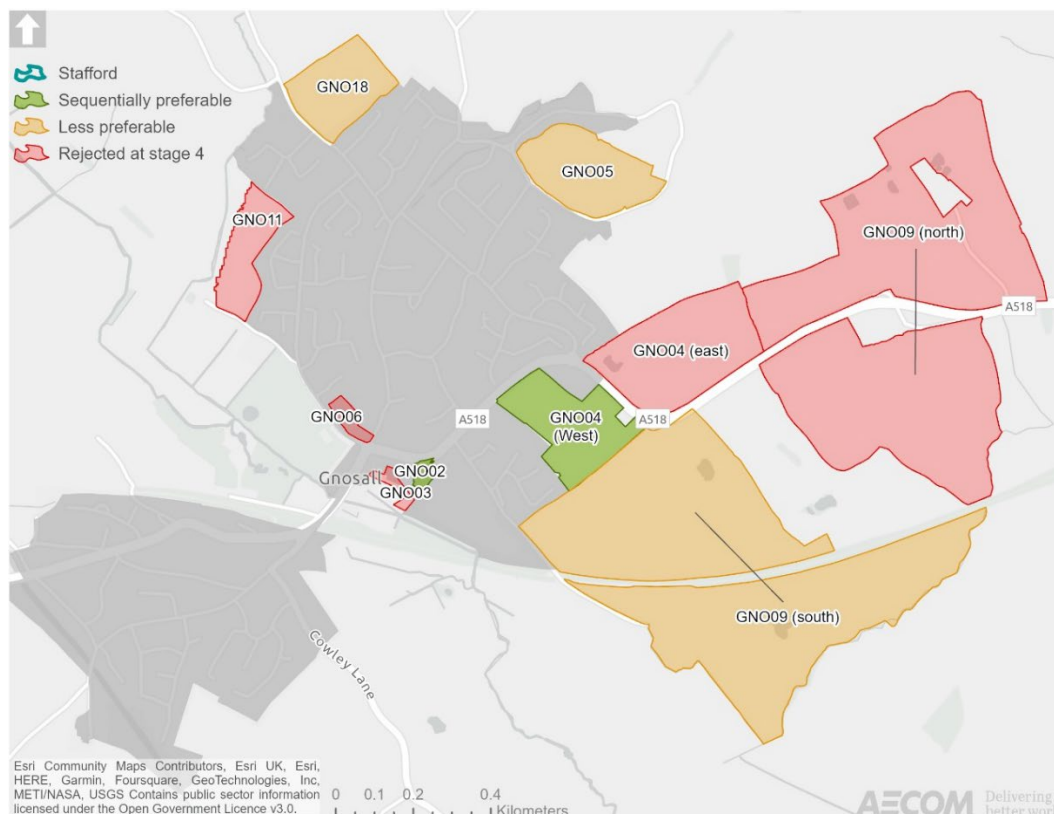 Stafford
Sequentially preferable
Less preferable
Rejected at stage 4
GNO18
GNO05
GNO11
GNO09 (north)
A518
GNO04 (east)
GNO06
A518
GNO04
(West)
A518
GNO02
Gnosall
GNO03
GNO09 (south)
Cowley Lane
Esri Community Maps Contributors, Esri UK, Esri,
HERE, Garmin, Foursquare, GeoTechnologies, Inc,
METI/NASA, USGS Contains public sector information
licensed under the Open Government Licence v3.0.
0 0.1 0.2 0.4
Kilometers
AECOM
Delivering
better